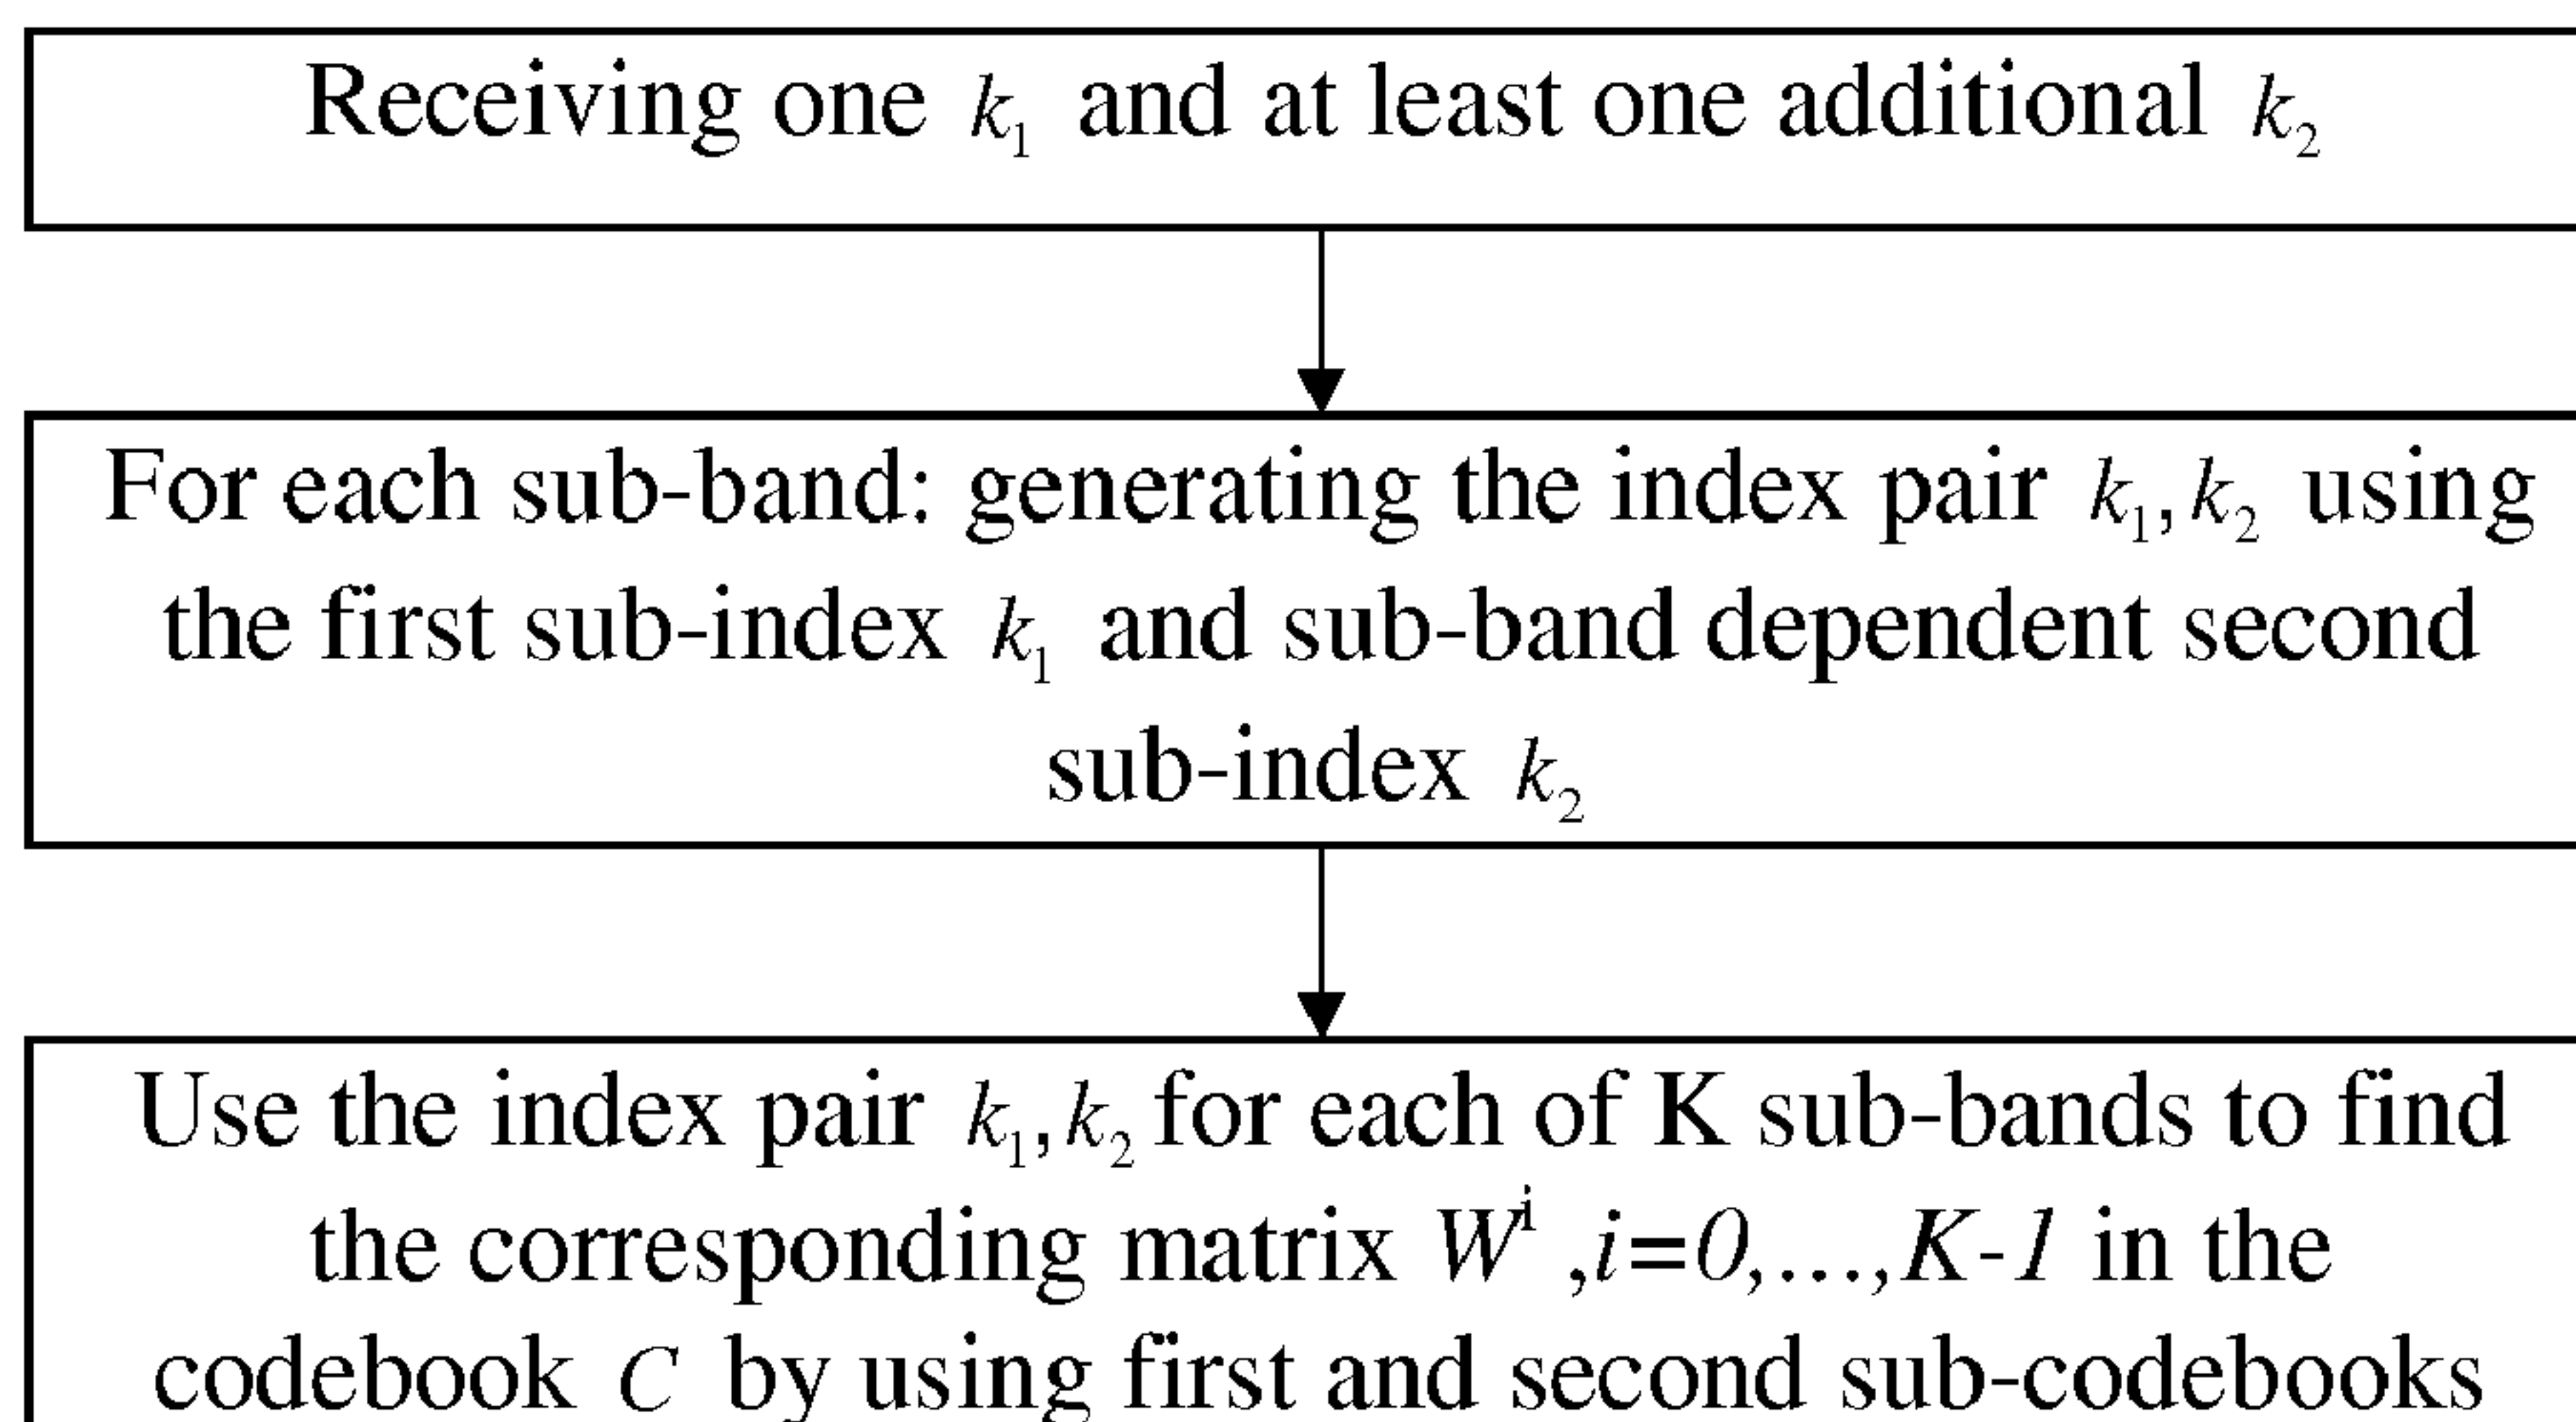 Receiving one k₁ and at least one additional k₂
For each sub-band: generating the index pair k₁,k₂ using
the first sub-index k₁ and sub-band dependent second
sub-index k₂
Use the index pair k₁,k₂ for each of K sub-bands to find
the corresponding matrix Wⁱ ,i=0,...,K-1 in the
codebook C by using first and second sub-codebooks